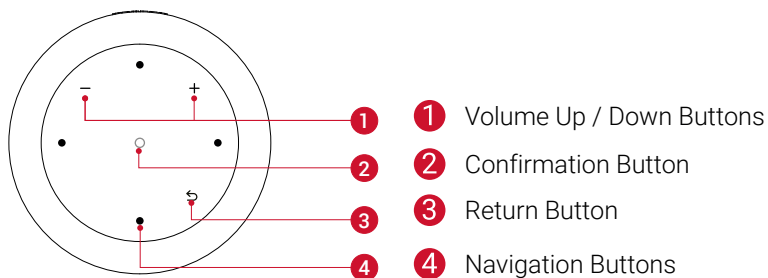 − +
1 1 Volume Up / Down Buttons
2 2 Confirmation Button
3 3 Return Button
4 4 Navigation Buttons